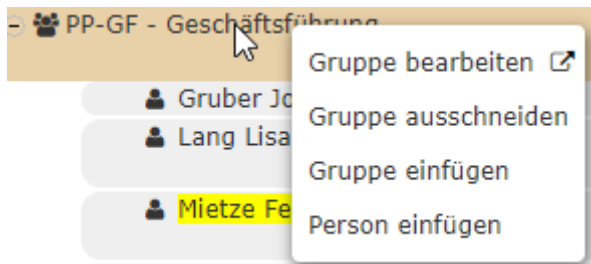 PP-GF - Geschäftsführung
Gruppe bearbeiten
Gruber Jo
Gruppe ausschneiden
Lang Lisa
Gruppe einfügen
Mietze Fe
Person einfügen